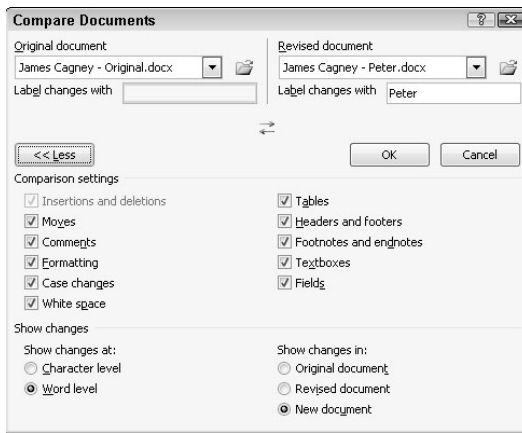 Compare Documents
Original document
Revised document
James Cagney - Original.docx
James Cagney - Peter.docx
Label changes with
Label changes with Peter
<< Less
OK
Cancel
Comparison settings
Insertions and deletions
Tables
Moves
Headers and footers
Comments
Footnotes and endnotes
Formatting
Textboxes
Case changes
Fields
White space
Show changes
Show changes at:
Show changes in:
Character level
Original document
Word level
Revised document
New document